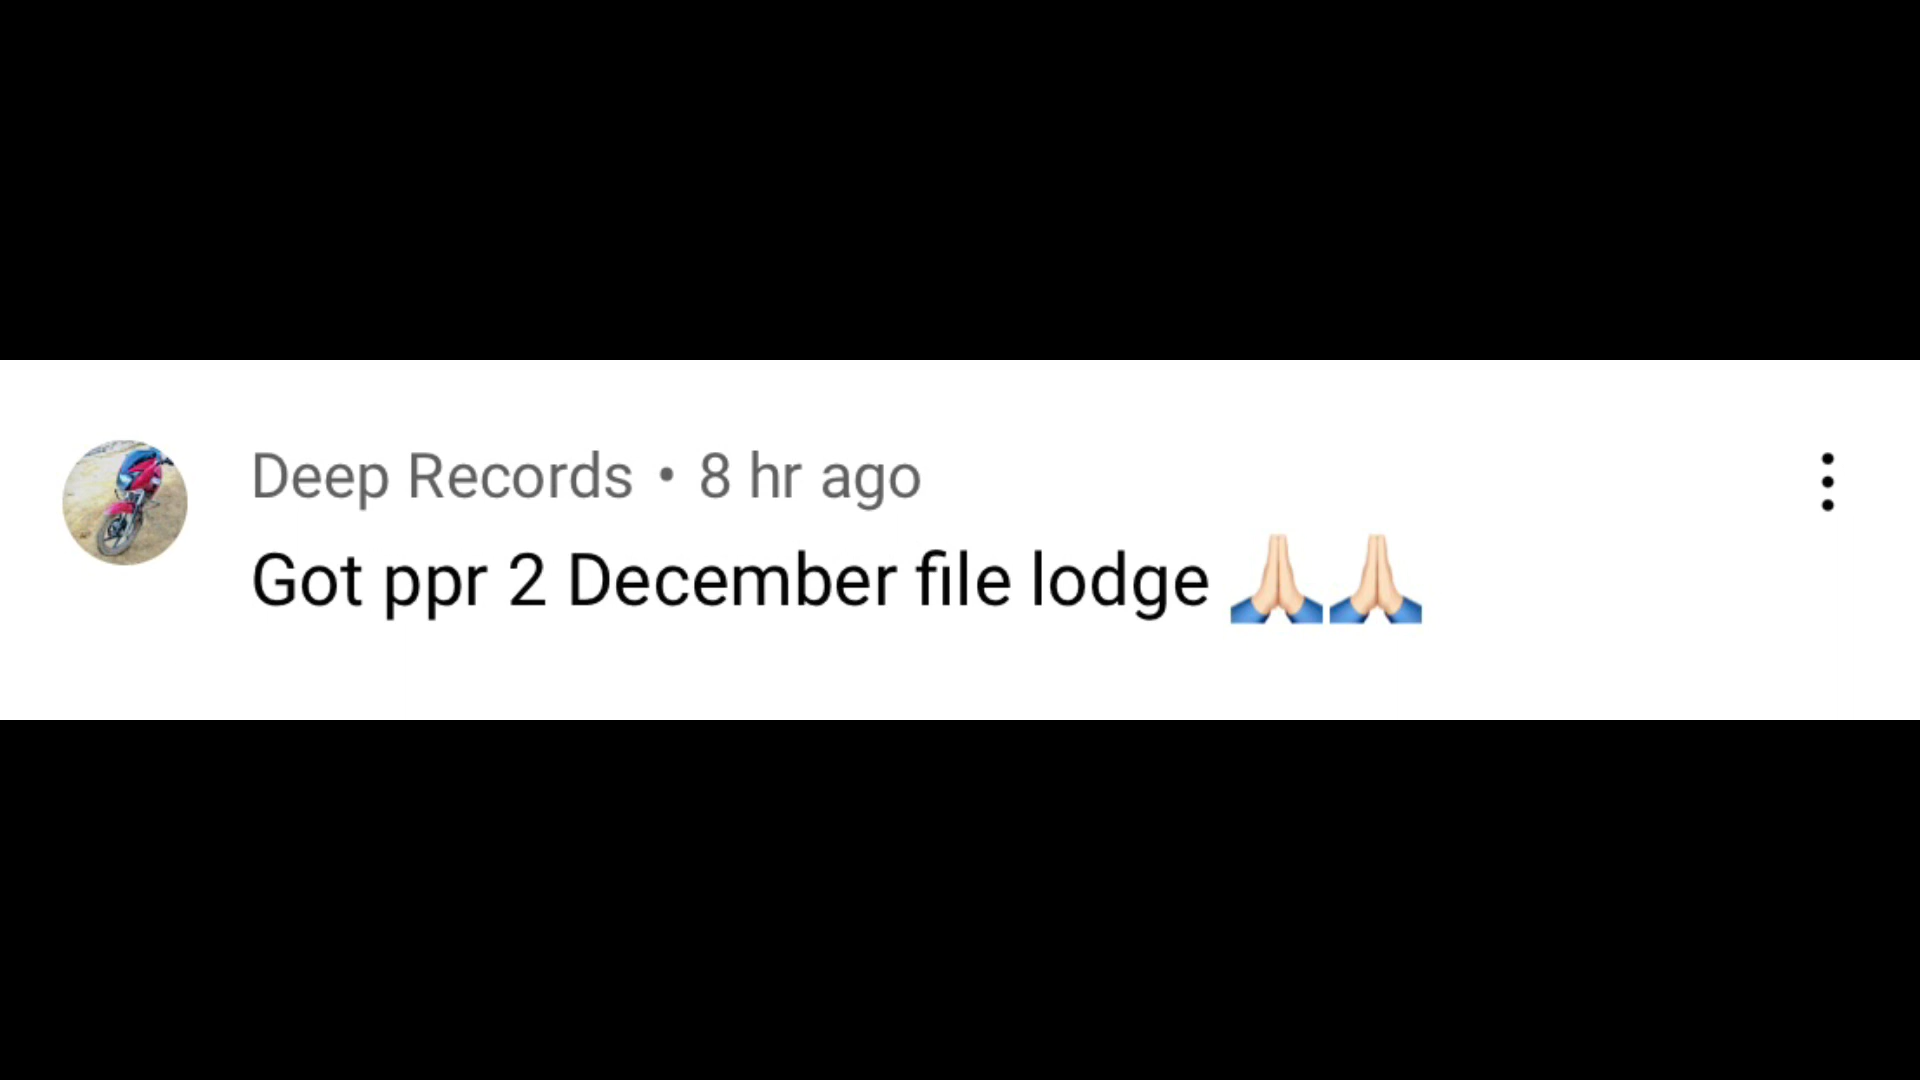 Deep Records • 8 hr ago
Got ppr 2 December file lodge 🙏🏻🙏🏻